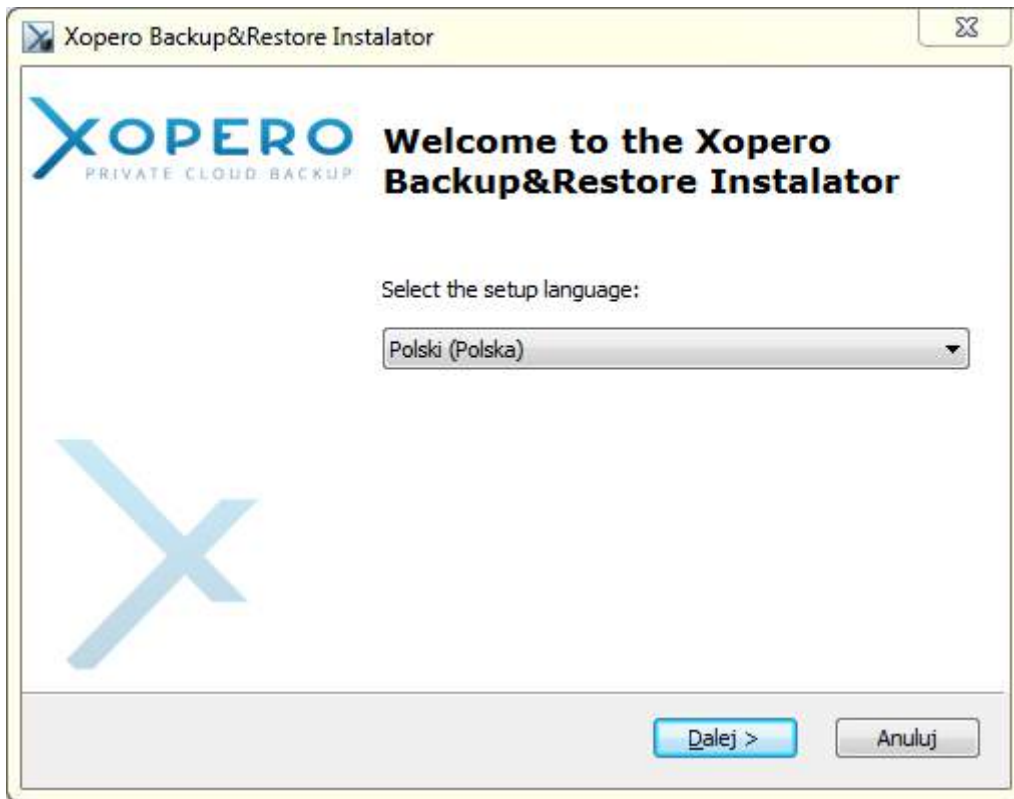 Xopero Backup&Restore Instalator
XOPERO
PRIVATE CLOUD BACKUP
Welcome to the Xopero
Backup&Restore Instalator
Select the setup language:
Polski (Polska)
Dalej >
Anuluj